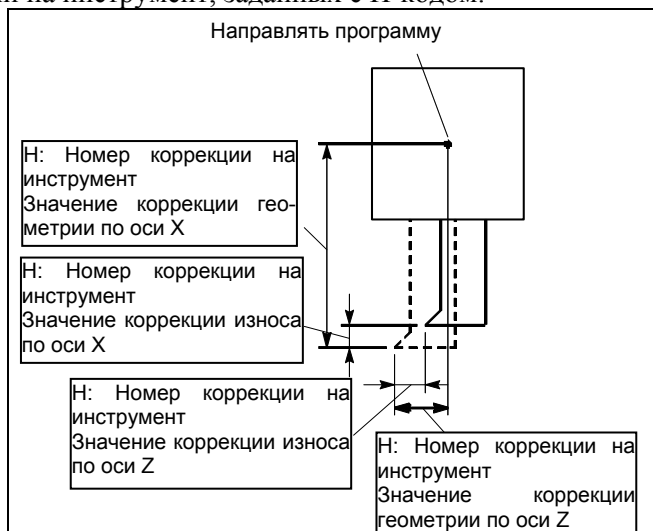 ии на инструмент, заданных с H-кодом.
Направлять программу
H: Номер коррекции на
инструмент
Значение коррекции гео-
метрии по оси X
H: Номер коррекции на
инструмент
Значение коррекции износа
по оси X
H: Номер коррекции на
инструмент
Значение коррекции износа
по оси Z
H: Номер коррекции на
инструмент
Значение коррекции
геометрии по оси Z